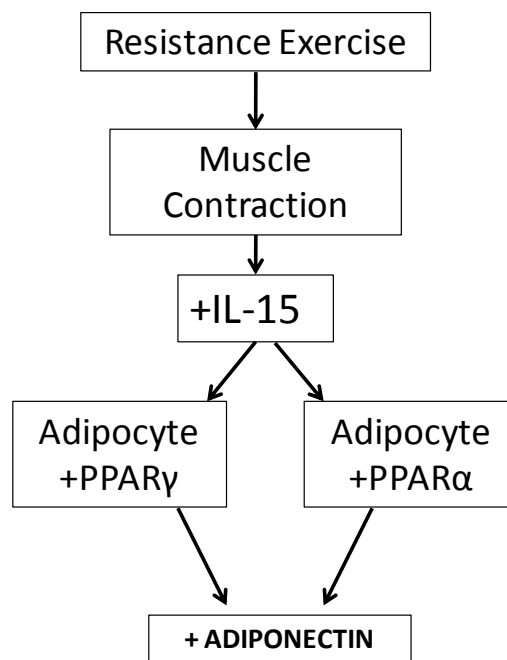 Resistance Exercise
Muscle
Contraction
+IL-15
Adipocyte
+PPARγ
Adipocyte
+PPARα
+ ADIPONECTIN